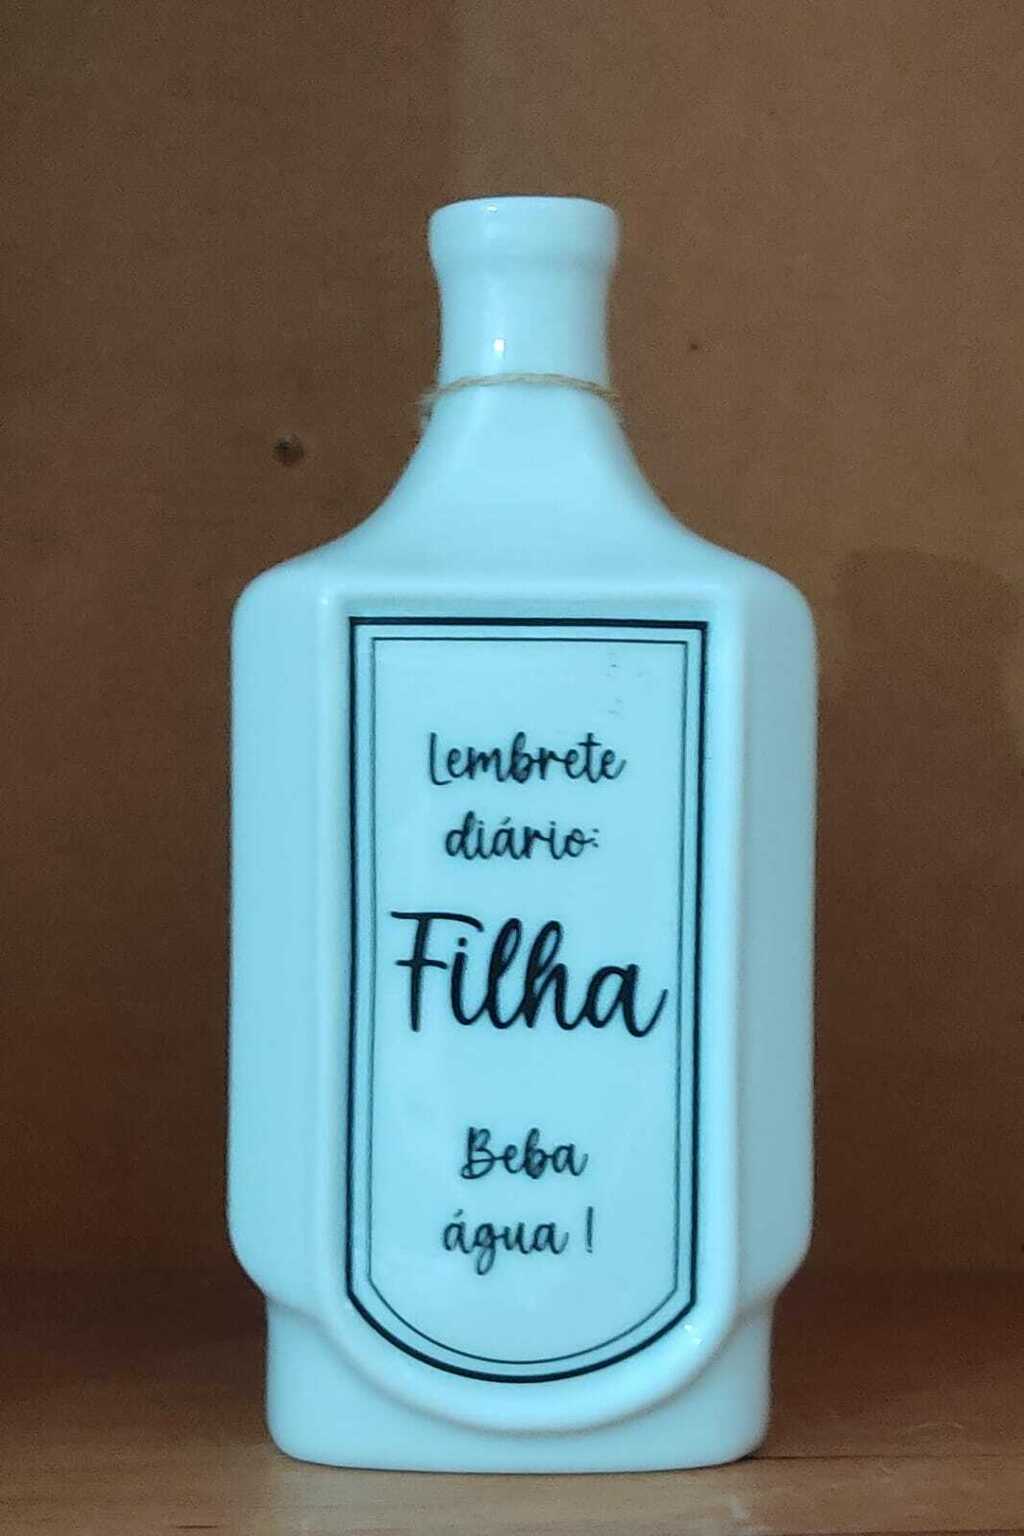 Lembrete
diário:
Filha
Beba
água !